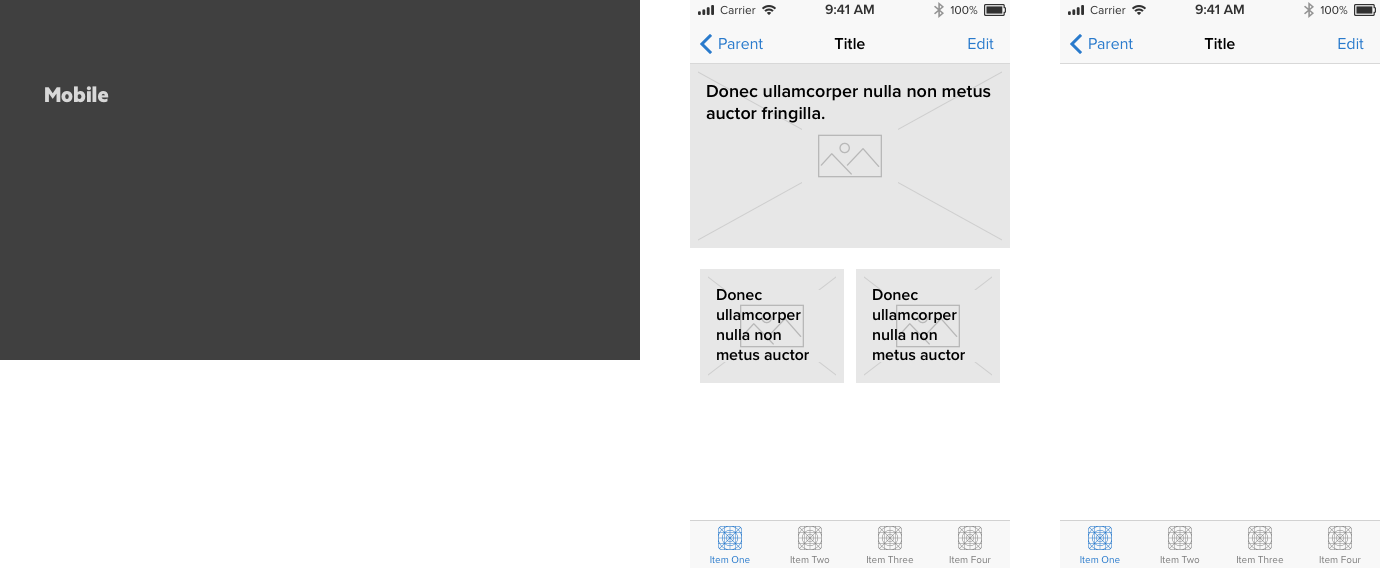 Mobile
Carrier 9:41 AM 100%
Parent Title Edit
Donec ullamcorper nulla non metus
auctor fringilla.
Donec
ullamcorper
nulla non
metus auctor
Donec
ullamcorper
nulla non
metus auctor
Item One Item Two Item Three Item Four
Carrier 9:41 AM 100%
Parent Title Edit
Item One Item Two Item Three Item Four